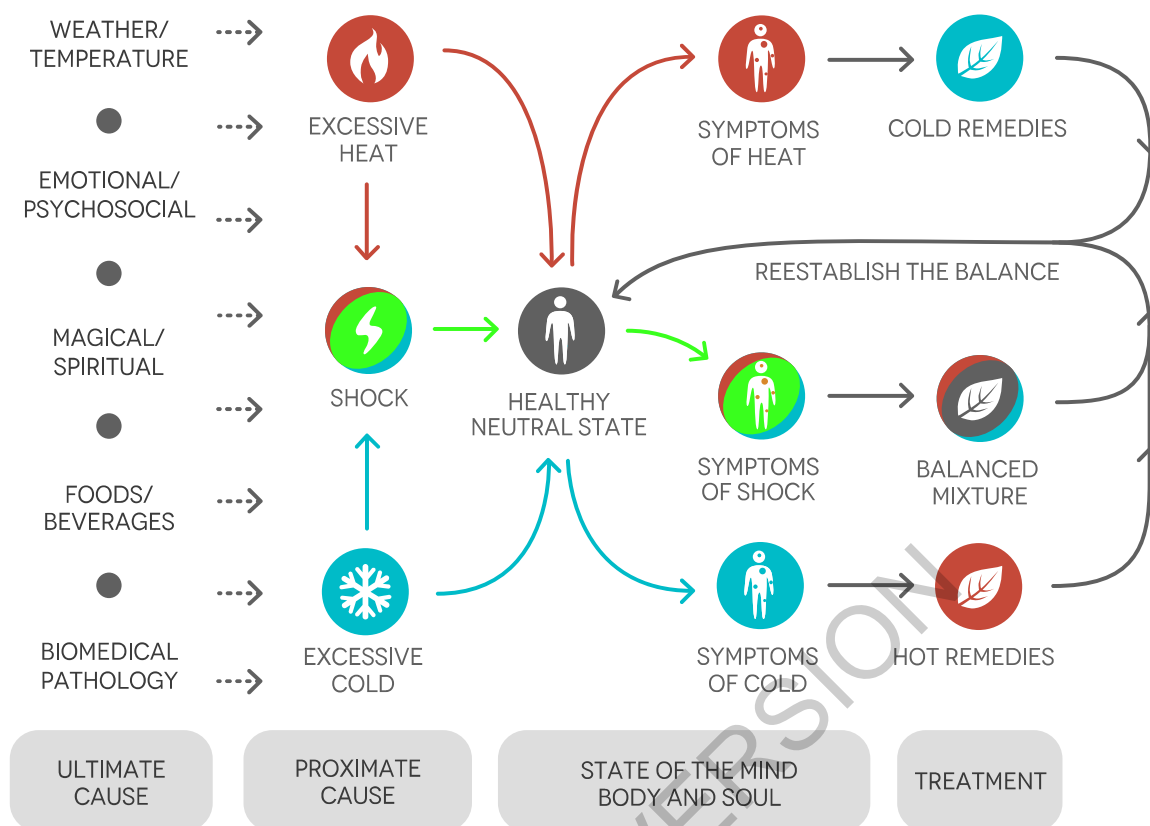 WEATHER/
TEMPERATURE
EMOTIONAL/
PSYCHOSOCIAL
MAGICAL/
SPIRITUAL
FOODS/
BEVERAGES
BIOMEDICAL
PATHOLOGY
EXCESSIVE
HEAT
SHOCK
EXCESSIVE
COLD
HEALTHY
NEUTRAL STATE
SYMPTOMS
OF HEAT
SYMPTOMS
OF SHOCK
SYMPTOMS
OF COLD
COLD REMEDIES
REESTABLISH THE BALANCE
BALANCED
MIXTURE
HOT REMEDIES
ULTIMATE
CAUSE
PROXIMATE
CAUSE
STATE OF THE MIND
BODY AND SOUL
TREATMENT
VERSION